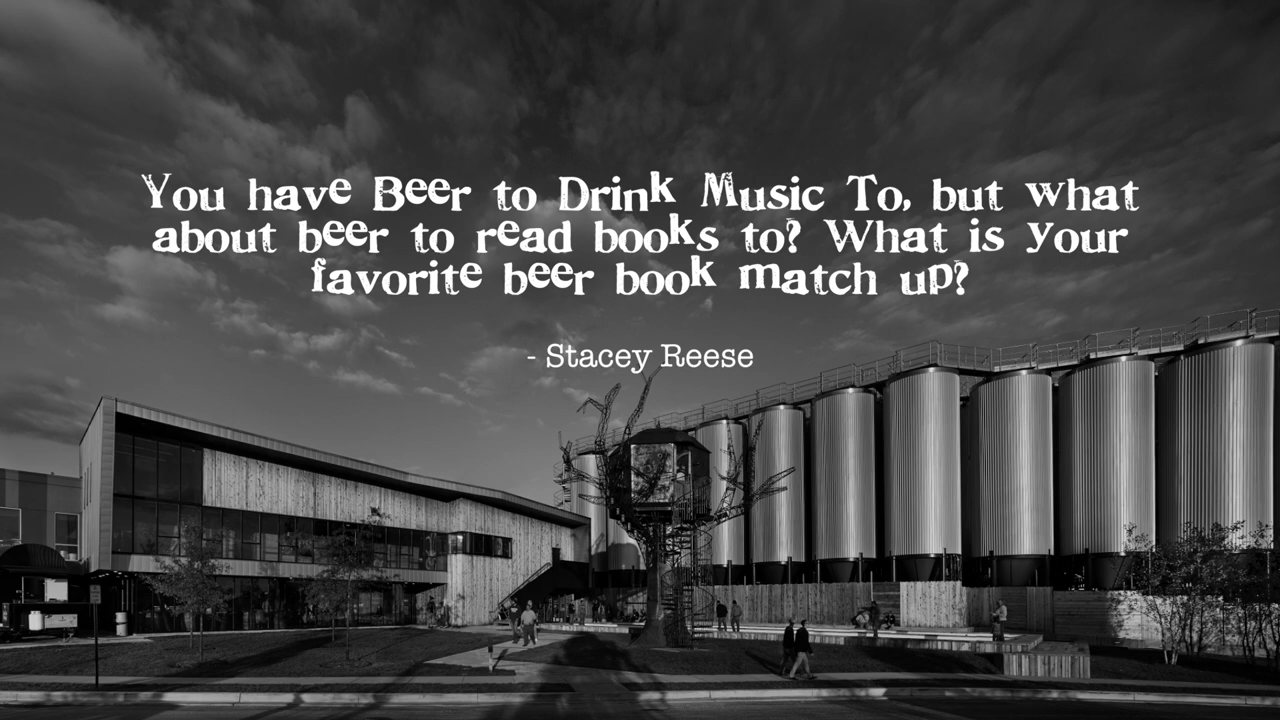 You have Beer to Drink Music To, but what
about beer to read books to? What is your
favorite beer book match up?
- Stacey Reese